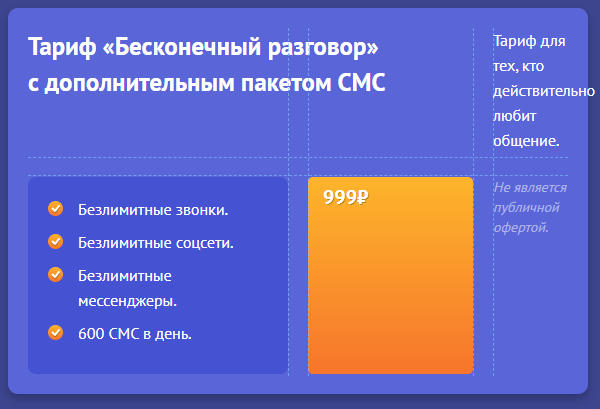 Тариф «Бесконечный разговор»
с дополнительным пакетом СМС
Тариф для
тех, кто
действительно
любит
общение.
Безлимитные звонки.
Безлимитные соцсети.
Безлимитные
мессенджеры.
600 СМС в день.
999₽
Не является
публичной
офертой.